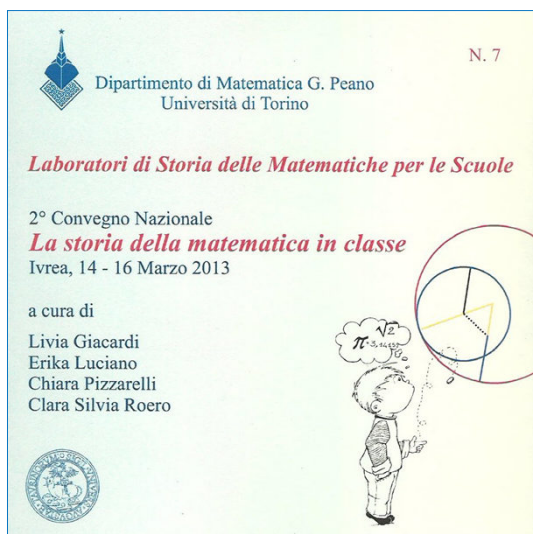 N. 7
Dipartimento di Matematica G. Peano
Università di Torino
Laboratori di Storia delle Matematiche per le Scuole
2° Convegno Nazionale
La storia della matematica in classe
Ivrea, 14 - 16 Marzo 2013
a cura di
Livia Giacardi
Erika Luciano
Chiara Pizzarelli
Clara Silvia Roero
√2